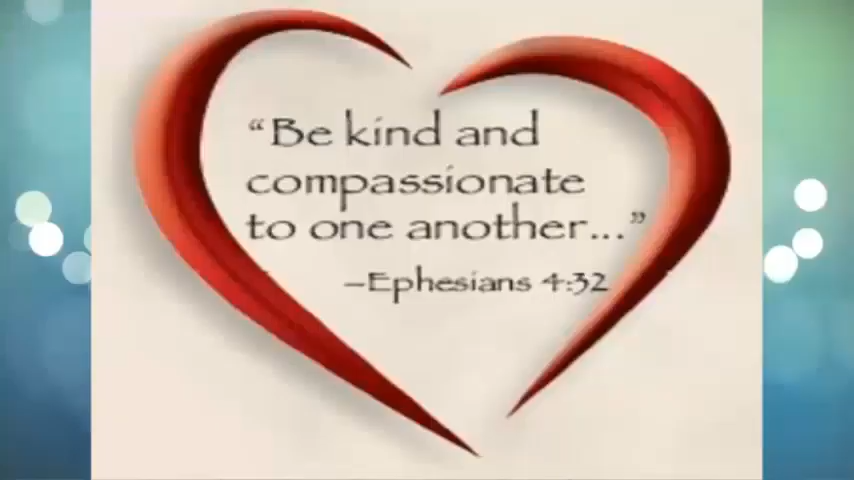 “Be kind and
compassionate
to one another...”
–Ephesians 4:32